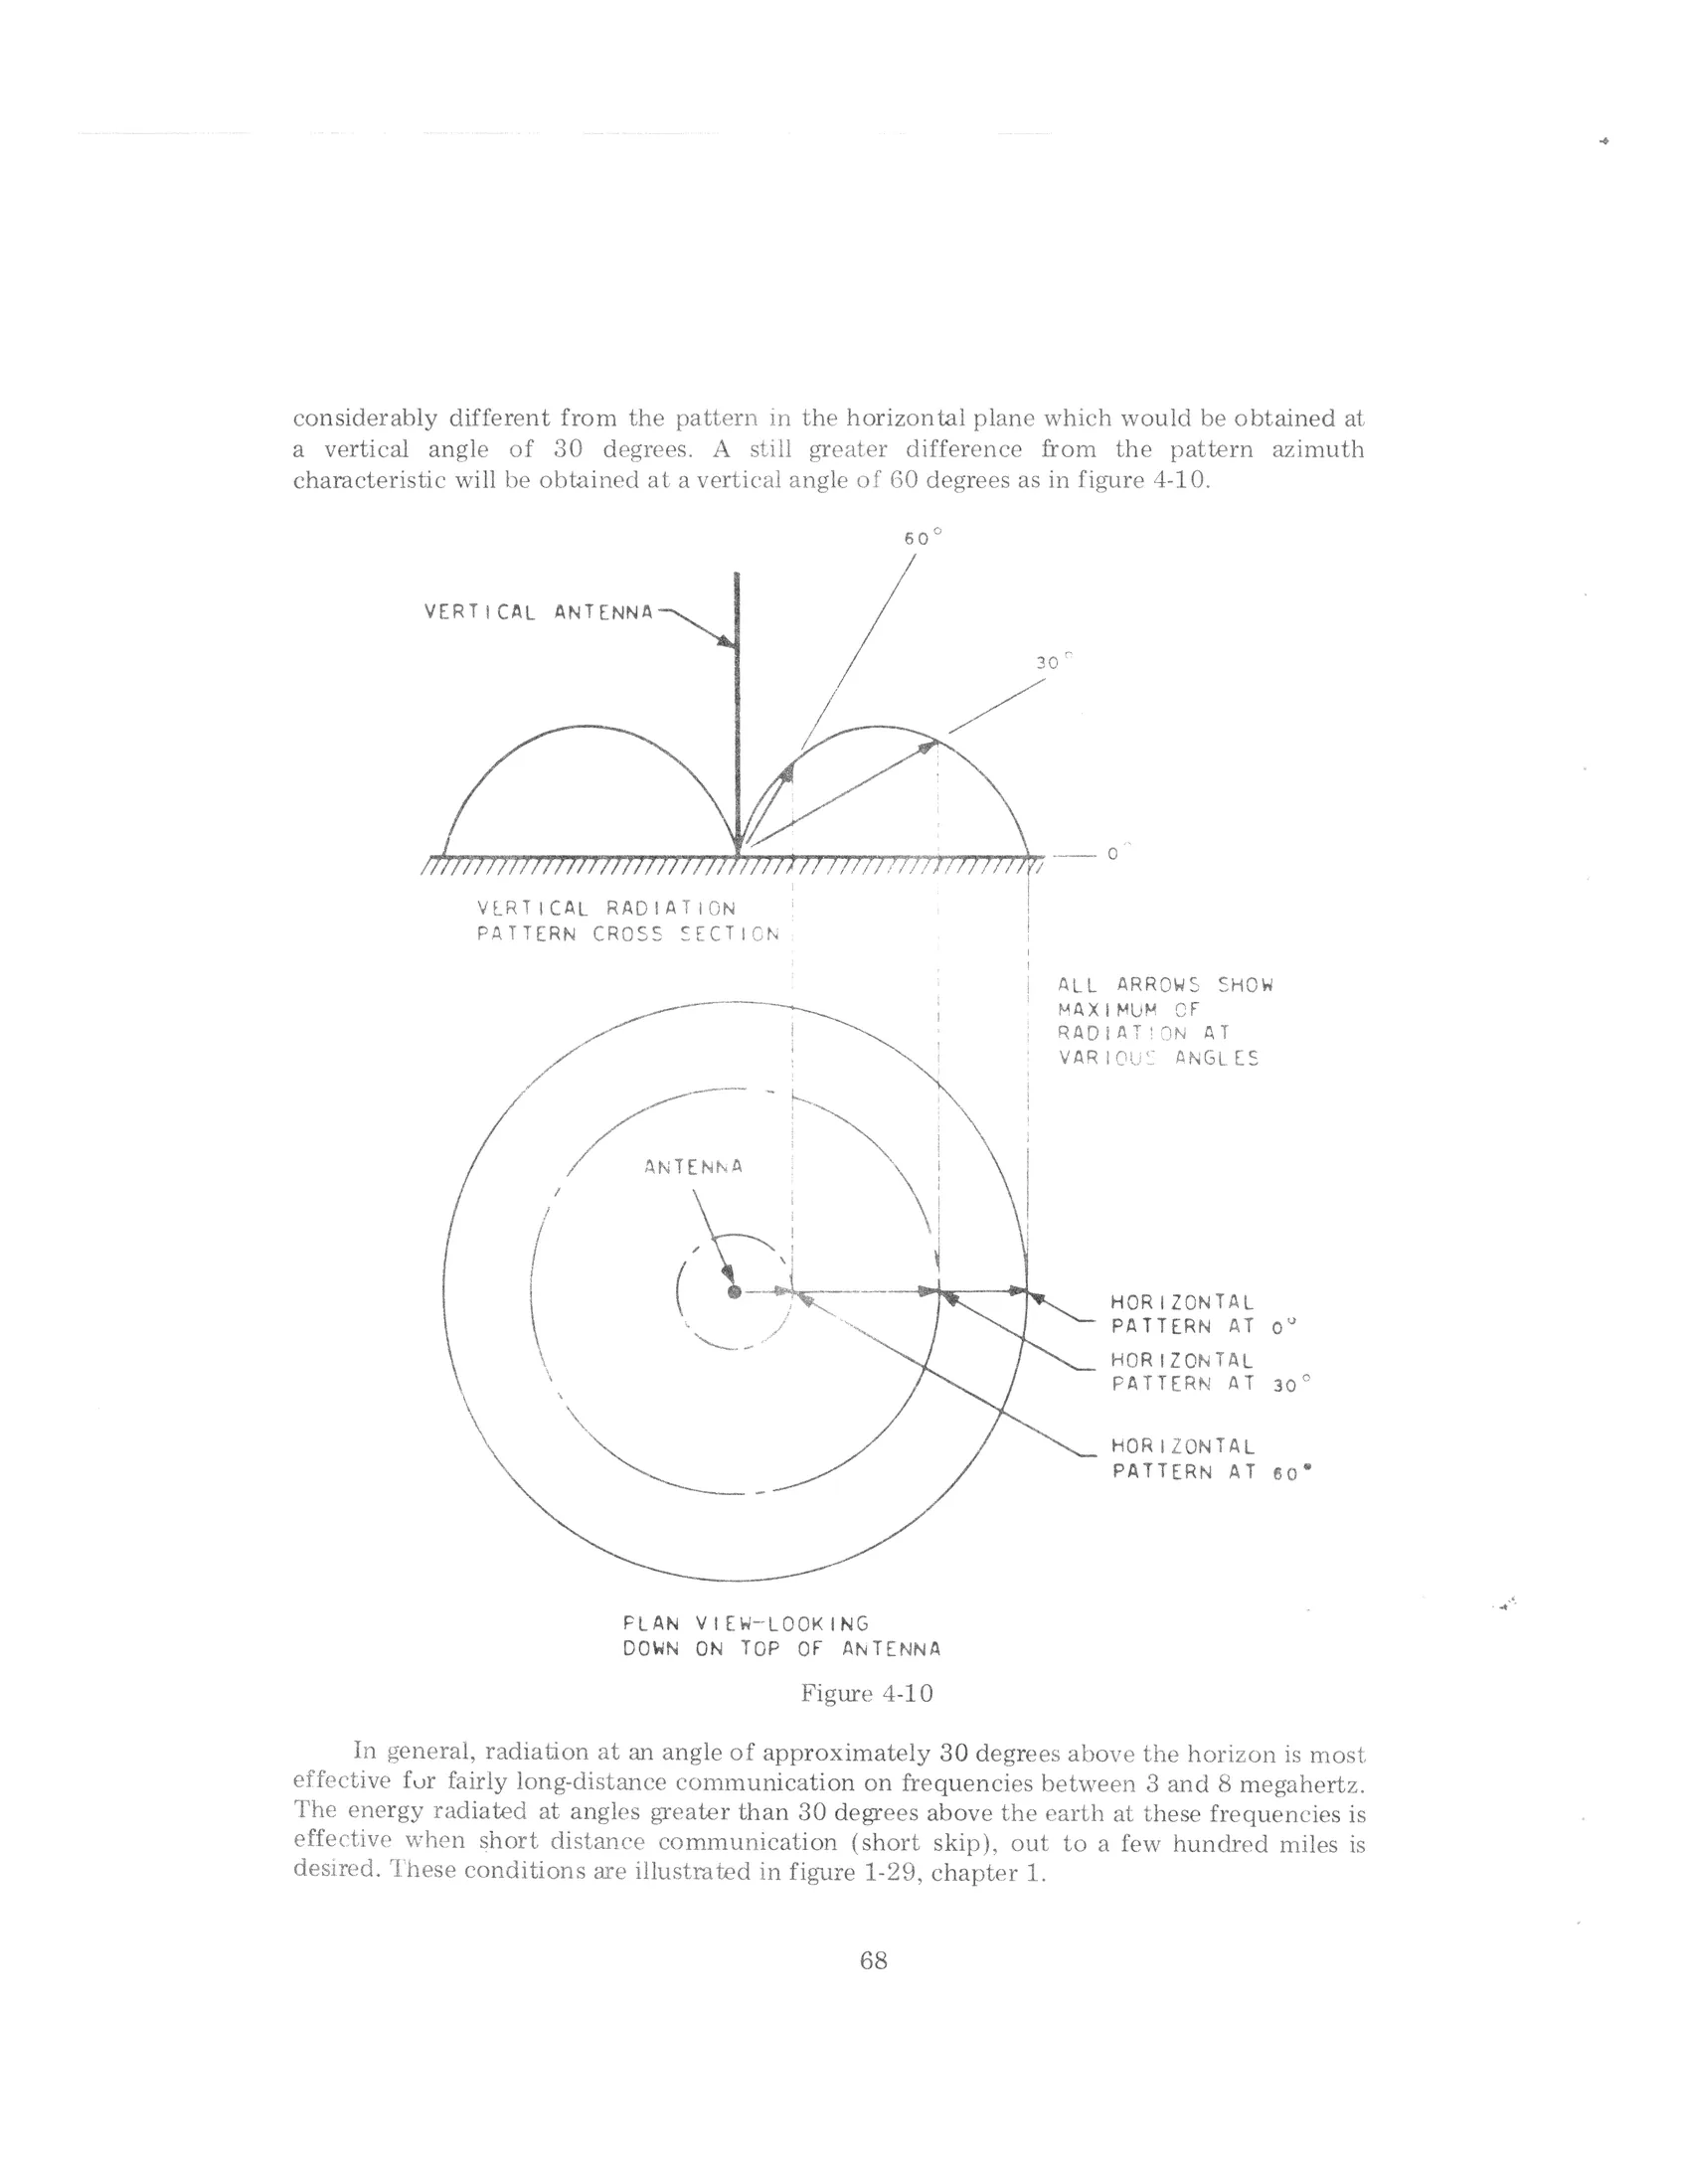 considerably different from the pattern in the horizontal plane which would be obtained at
a vertical angle of 30 degrees. A still greater difference from the pattern azimuth
characteristic will be obtained at a vertical angle of 60 degrees as in figure 4-10.
60°
VERTICAL ANTENNA
30°
0°
VERTICAL RADIATION
PATTERN CROSS SECTION
ALL ARROWS SHOW
MAXIMUM OF
RADIATION AT
VARIOUS ANGLES
ANTENNA
HORIZONTAL
PATTERN AT 0°
HORIZONTAL
PATTERN AT 30°
HORIZONTAL
PATTERN AT 60°
PLAN VIEW—LOOKING
DOWN ON TOP OF ANTENNA
Figure 4-10
In general, radiation at an angle of approximately 30 degrees above the horizon is most
effective for fairly long-distance communication on frequencies between 3 and 8 megahertz.
The energy radiated at angles greater than 30 degrees above the earth at these frequencies is
effective when short distance communication (short skip), out to a few hundred miles is
desired. These conditions are illustrated in figure 1-29, chapter 1.
68